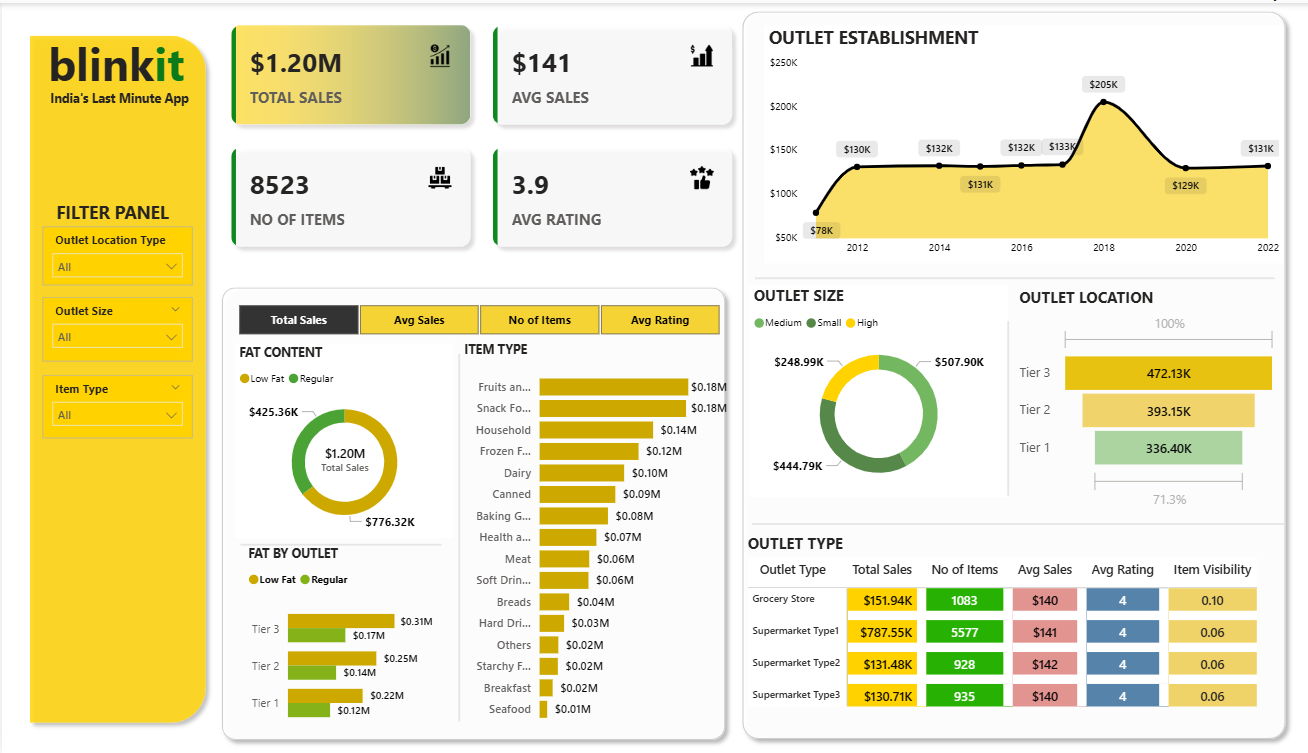 blinkit
India's Last Minute App
FILTER PANEL
Outlet Location Type
All
Outlet Size
All
Item Type
All
$1.20M
TOTAL SALES
$141
AVG SALES
8523
NO OF ITEMS
3.9
AVG RATING
Total Sales Avg Sales No of Items Avg Rating
FAT CONTENT
Low Fat Regular
$425.36K
$1.20M
Total Sales
$776.32K
FAT BY OUTLET
Low Fat Regular
Tier 3 $0.31M
$0.17M
Tier 2 $0.25M
$0.14M
Tier 1 $0.22M
$0.12M
ITEM TYPE
Fruits an... $0.18M
Snack Fo... $0.18M
Household $0.14M
Frozen F... $0.12M
Dairy $0.10M
Canned $0.09M
Baking G... $0.08M
Health a... $0.07M
Meat $0.06M
Soft Drin... $0.06M
Breads $0.04M
Hard Dri... $0.03M
Others $0.02M
Starchy F... $0.02M
Breakfast $0.02M
Seafood $0.01M
OUTLET ESTABLISHMENT
$250K
$200K
$150K
$100K
$50K
$78K
$130K
$132K
$131K
$132K
$133K
$205K
$129K
$131K
2012 2014 2016 2018 2020 2022
OUTLET SIZE
Medium Small High
$248.99K
$507.90K
$444.79K
OUTLET LOCATION
100%
Tier 3 472.13K
Tier 2 393.15K
Tier 1 336.40K
71.3%
OUTLET TYPE
Outlet Type Total Sales No of Items Avg Sales Avg Rating Item Visibility
Grocery Store $151.94K 1083 $140 4 0.10
Supermarket Type1 $787.55K 5577 $141 4 0.06
Supermarket Type2 $131.48K 928 $142 4 0.06
Supermarket Type3 $130.71K 935 $140 4 0.06